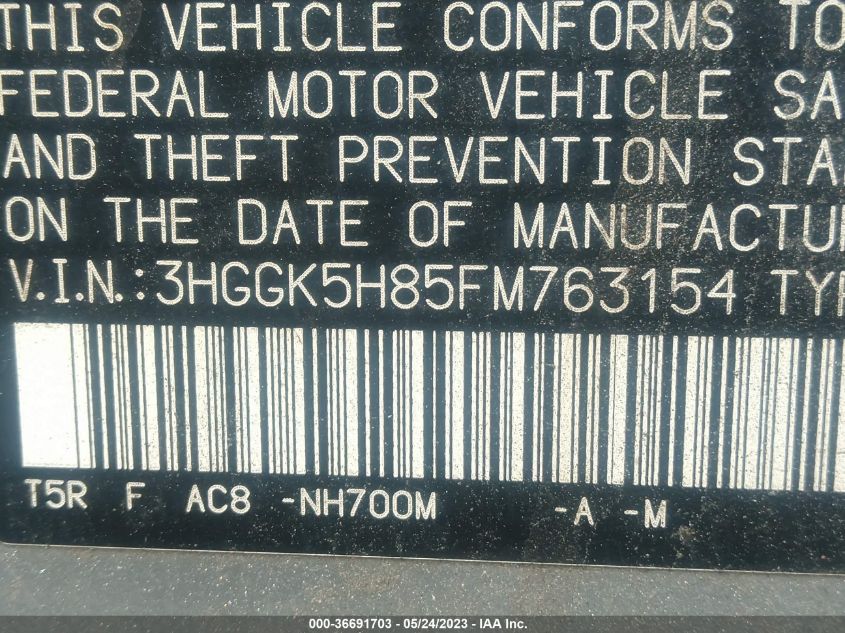 THIS VEHICLE CONFORMS TO
FEDERAL MOTOR VEHICLE SA
AND THEFT PREVENTION STA
ON THE DATE OF MANUFACTU
V.I.N.:3HGGK5H85FM763154 TYP
T5R F AC8 -NH700M -A -M
000-36691703 - 05/24/2023 - IAA Inc.